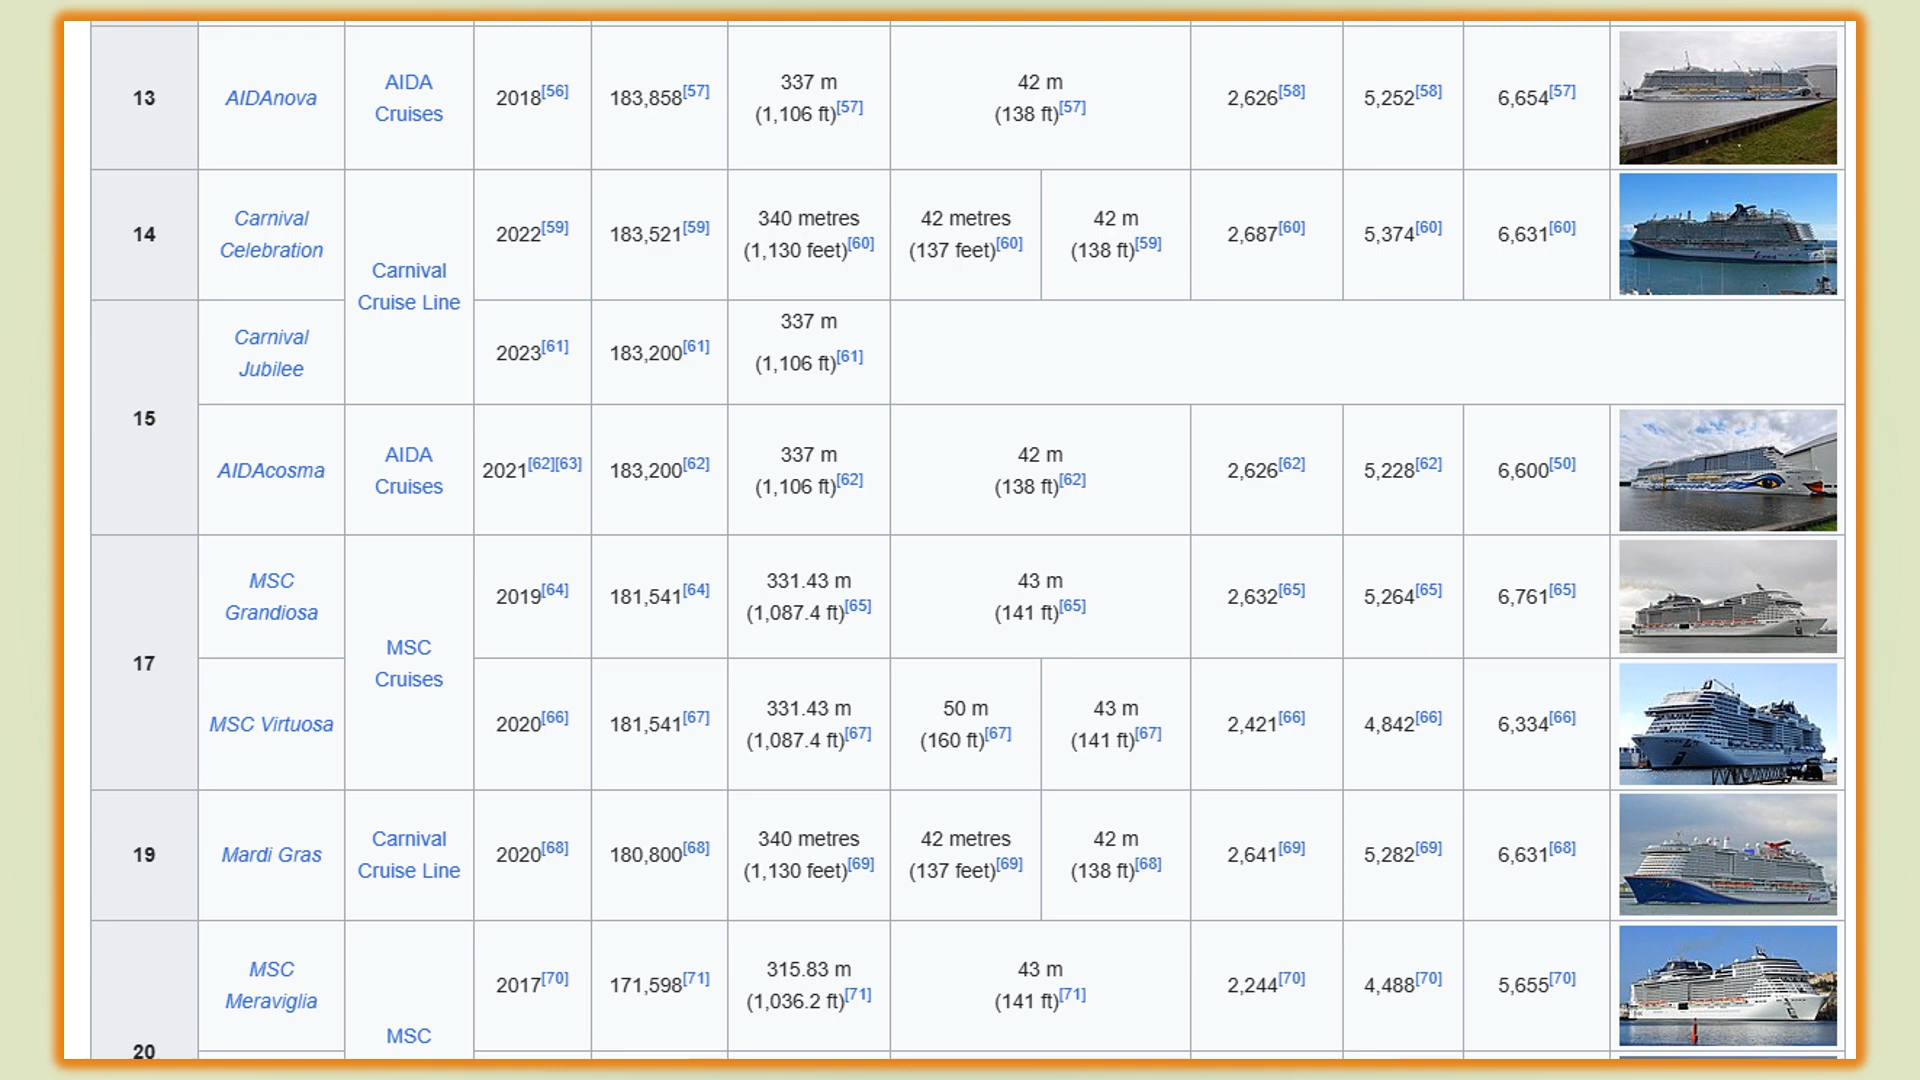 13
AIDAnova
AIDA
Cruises
2018[56]
183,858[57]
337 m
(1,106 ft)[57]
42 m
(138 ft)[57]
2,626[58]
5,252[58]
6,654[57]
14
Carnival
Celebration
Carnival
Cruise Line
2022[59]
183,521[59]
340 metres
(1,130 feet)[60]
42 metres
(137 feet)[60]
42 m
(138 ft)[59]
2,687[60]
5,374[60]
6,631[60]
15
Carnival
Jubilee
2023[61]
183,200[61]
337 m
(1,106 ft)[61]
AIDAcosma
AIDA
Cruises
2021[62][63]
183,200[62]
337 m
(1,106 ft)[62]
42 m
(138 ft)[62]
2,626[62]
5,228[62]
6,600[50]
17
MSC
Grandiosa
MSC
Cruises
2019[64]
181,541[64]
331.43 m
(1,087.4 ft)[65]
43 m
(141 ft)[65]
2,632[65]
5,264[65]
6,761[65]
MSC Virtuosa
2020[66]
181,541[67]
331.43 m
(1,087.4 ft)[67]
50 m
(160 ft)[67]
43 m
(141 ft)[67]
2,421[66]
4,842[66]
6,334[66]
19
Mardi Gras
Carnival
Cruise Line
2020[68]
180,800[68]
340 metres
(1,130 feet)[69]
42 metres
(137 feet)[69]
42 m
(138 ft)[68]
2,641[69]
5,282[69]
6,631[68]
20
MSC
Meraviglia
MSC
2017[70]
171,598[71]
315.83 m
(1,036.2 ft)[71]
43 m
(141 ft)[71]
2,244[70]
4,488[70]
5,655[70]